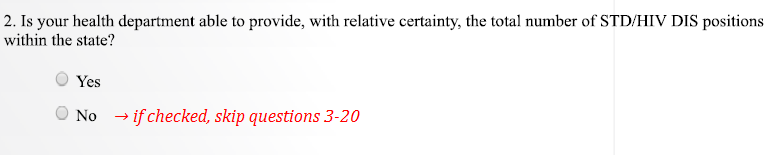 2. Is your health department able to provide, with relative certainty, the total number of STD/HIV DIS positions
within the state?
Yes
No → if checked, skip questions 3-20